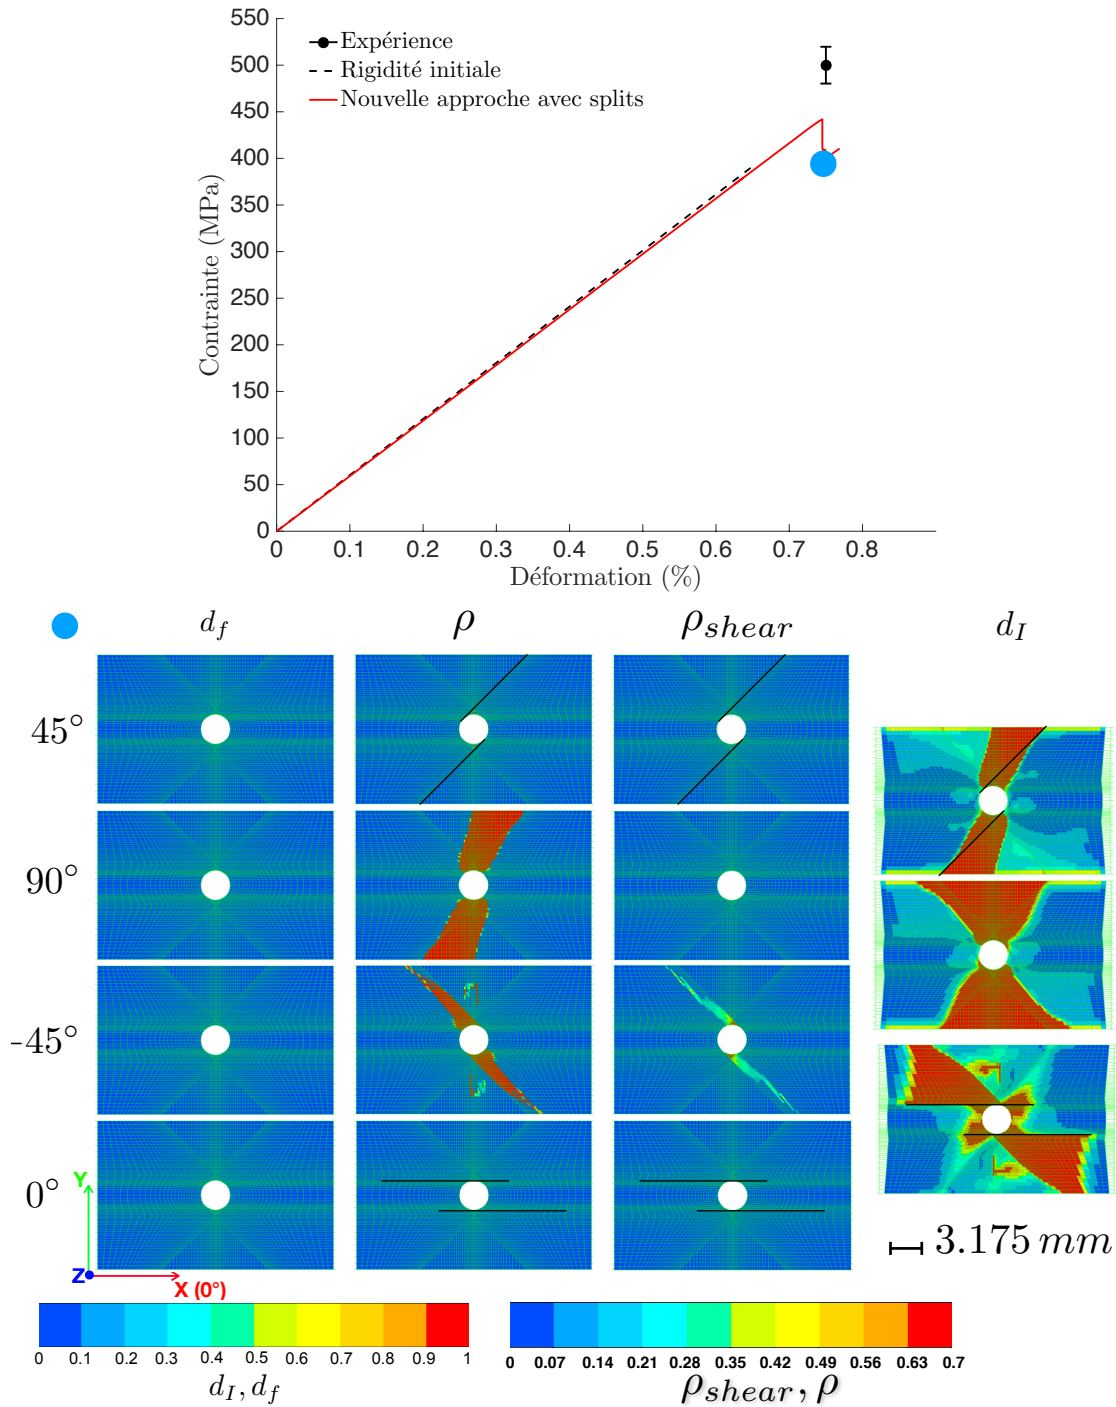 550
500
450
400
350
300
250
200
150
100
50
0
Contrainte (MPa)
Expérience
Rigidité initiale
Nouvelle approche avec splits
0 0.1 0.2 0.3 0.4 0.5 0.6 0.7 0.8
Déformation (%)
d_f ρ ρ_shear d_I
45°
90°
-45°
0°
Y
Z
X (0°)
3.175 mm
0 0.1 0.2 0.3 0.4 0.5 0.6 0.7 0.8 0.9 1
d_I, d_f
0 0.07 0.14 0.21 0.28 0.35 0.42 0.49 0.56 0.63 0.7
ρ_shear, ρ